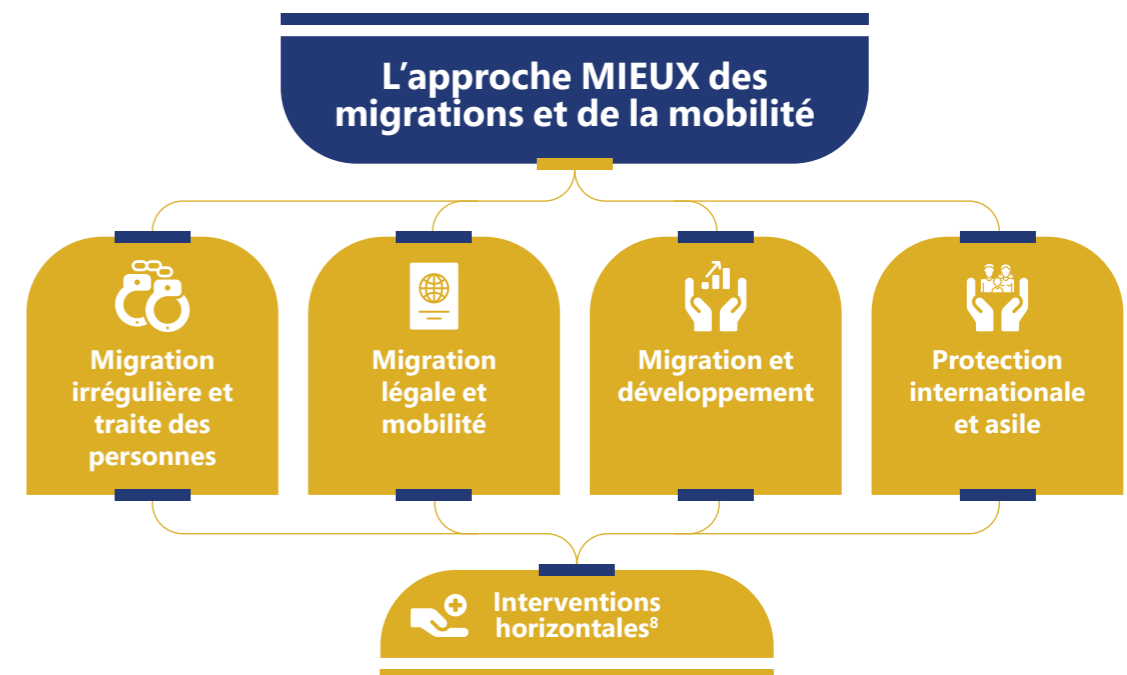 L’approche MIEUX des
migrations et de la mobilité
Migration
irrégulière et
traite des
personnes
Migration
légale et
mobilité
Migration et
développement
Protection
internationale
et asile
Interventions
horizontales⁸